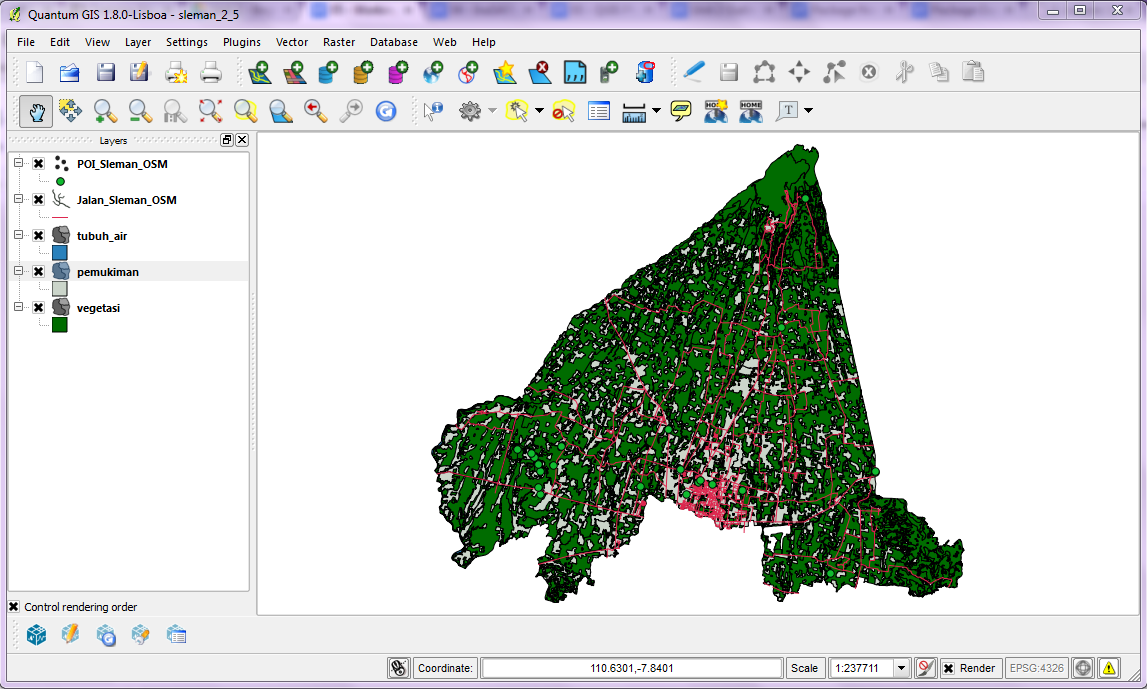 Quantum GIS 1.8.0-Lisboa - sleman_2_5
File Edit View Layer Settings Plugins Vector Raster Database Web Help
HOME
T
Layers
POI_Sleman_OSM
Jalan_Sleman_OSM
tubuh_air
pemukiman
vegetasi
Control rendering order
Coordinate: 110.6301,-7.8401 Scale 1:237711 Render EPSG:4326